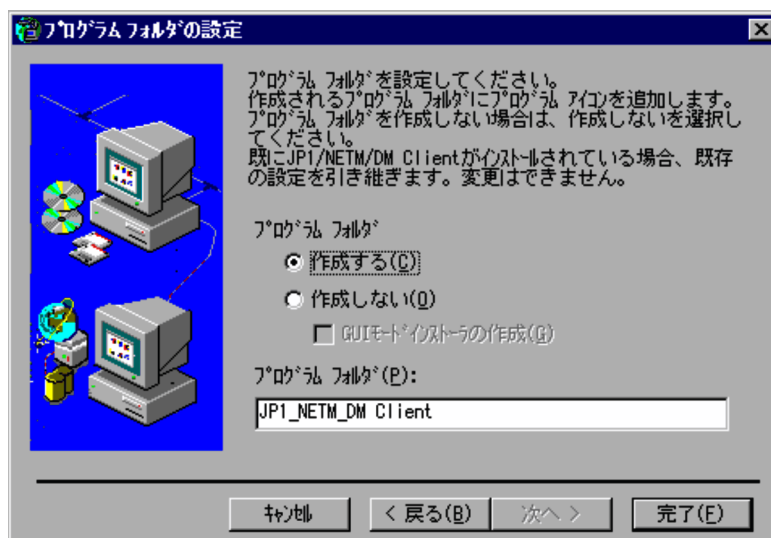 プログラム フォルダの設定
プログラム フォルダを設定してください。
作成されるプログラム フォルダにプログラム アイコンを追加します。
プログラム フォルダを作成しない場合は、作成しないを選択し
てください。
既にJP1/NETM/DM Clientがインストールされている場合、既存
の設定を引き継ぎます。変更はできません。
プログラム フォルダ
作成する(C)
作成しない(O)
GUIモードインストーラの作成(G)
プログラム フォルダ(P):
JP1_NETM_DM Client
キャンセル
< 戻る(B)
次へ >
完了(F)